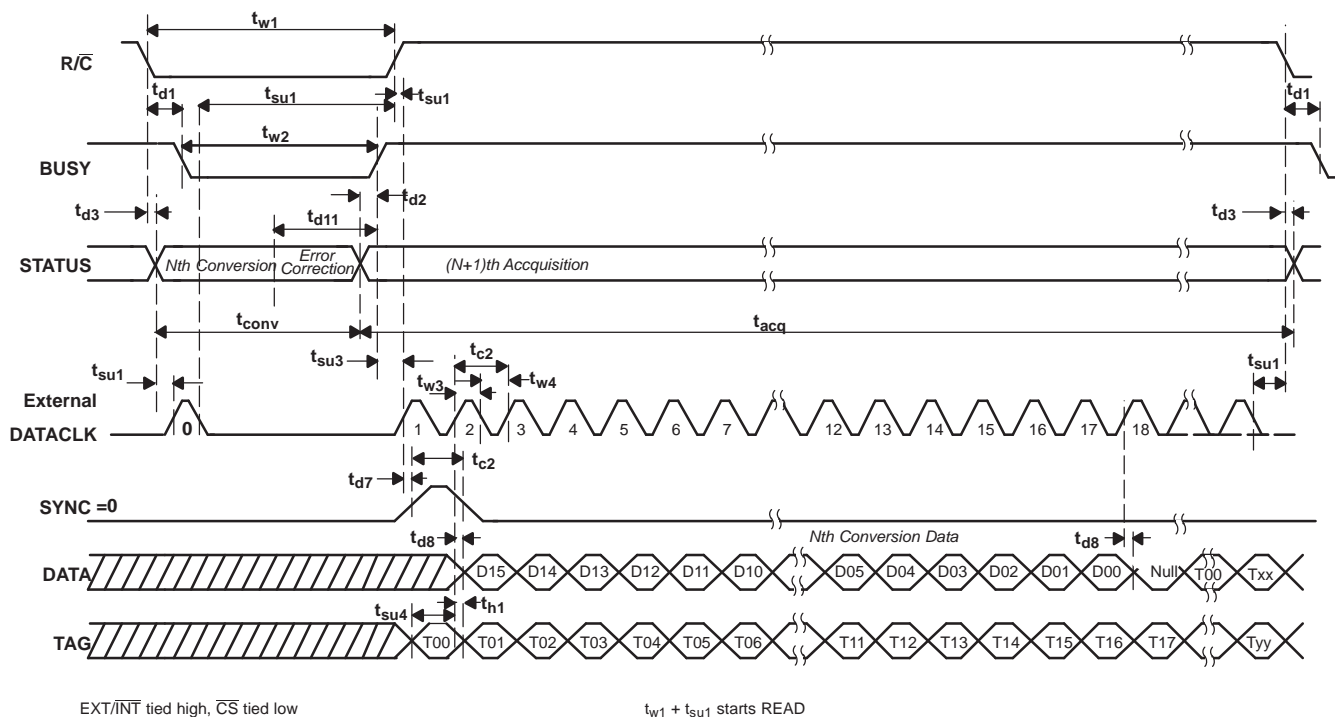 tw1
R/C̅
td1
tsu1
tsu1
td1
tw2
BUSY
td2
td3
td11
td3
STATUS
Nth Conversion
Error
Correction
(N+1)th Accquisition
tconv
tacq
tsu3
tc2
tsu1
tw3
tw4
tsu1
External
DATACLK
0 1 2 3 4 5 6 7 12 13 14 15 16 17 18
tc2
td7
SYNC =0
td8
Nth Conversion Data
td8
DATA
D15 D14 D13 D12 D11 D10 D05 D04 D03 D02 D01 D00 Null T00 Txx
tsu4
th1
TAG
T00 T01 T02 T03 T04 T05 T06 T11 T12 T13 T14 T15 T16 T17 Tyy
EXT/I̅N̅T̅ tied high, C̅S̅ tied low
tw1 + tsu1 starts READ